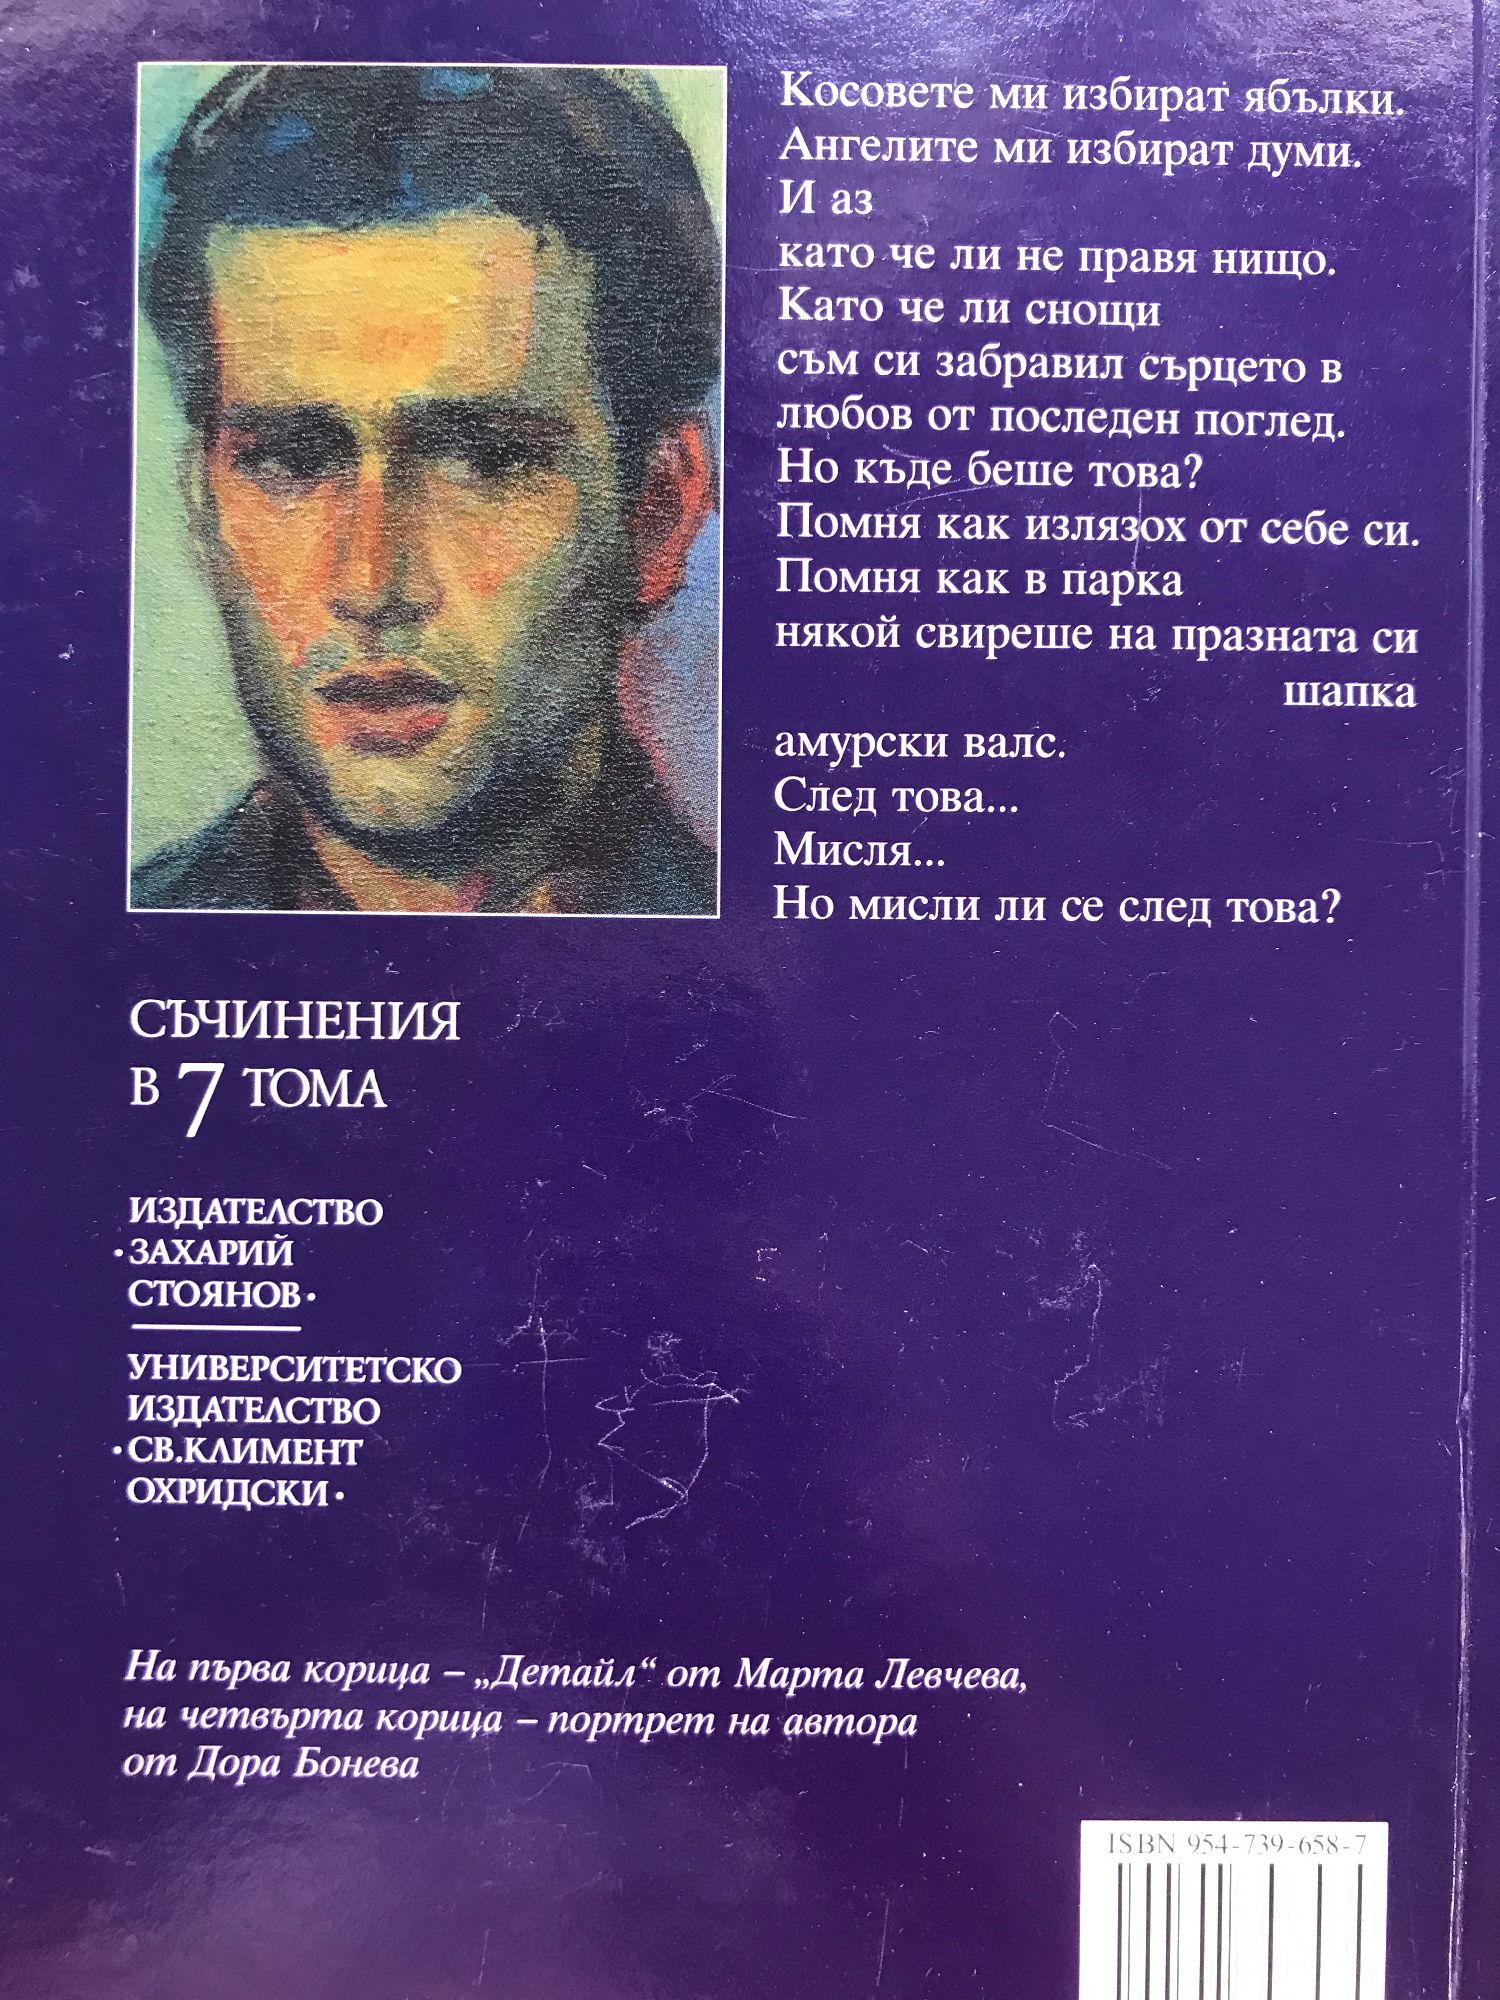 Косовете ми избират ябълки.
Ангелите ми избират думи.
И аз
като че ли не правя нищо.
Като че ли снощи
съм си забравил сърцето в
любов от последен поглед.
Но къде беше това?
Помня как излязох от себе си.
Помня как в парка
някой свиреше на празната си
шапка
амурски валс.
След това...
Мисля...
Но мисли ли се след това?
СЪЧИНЕНИЯ
В 7 ТОМА
ИЗДАТЕЛСТВО
•ЗАХАРИЙ
СТОЯНОВ•
УНИВЕРСИТЕТСКО
ИЗДАТЕЛСТВО
•СВ.КЛИМЕНТ
ОХРИДСКИ•
На първа корица – „Детайл“ от Марта Левчева,
на четвърта корица – портрет на автора
от Дора Бонева
ISBN 954-739-658-7